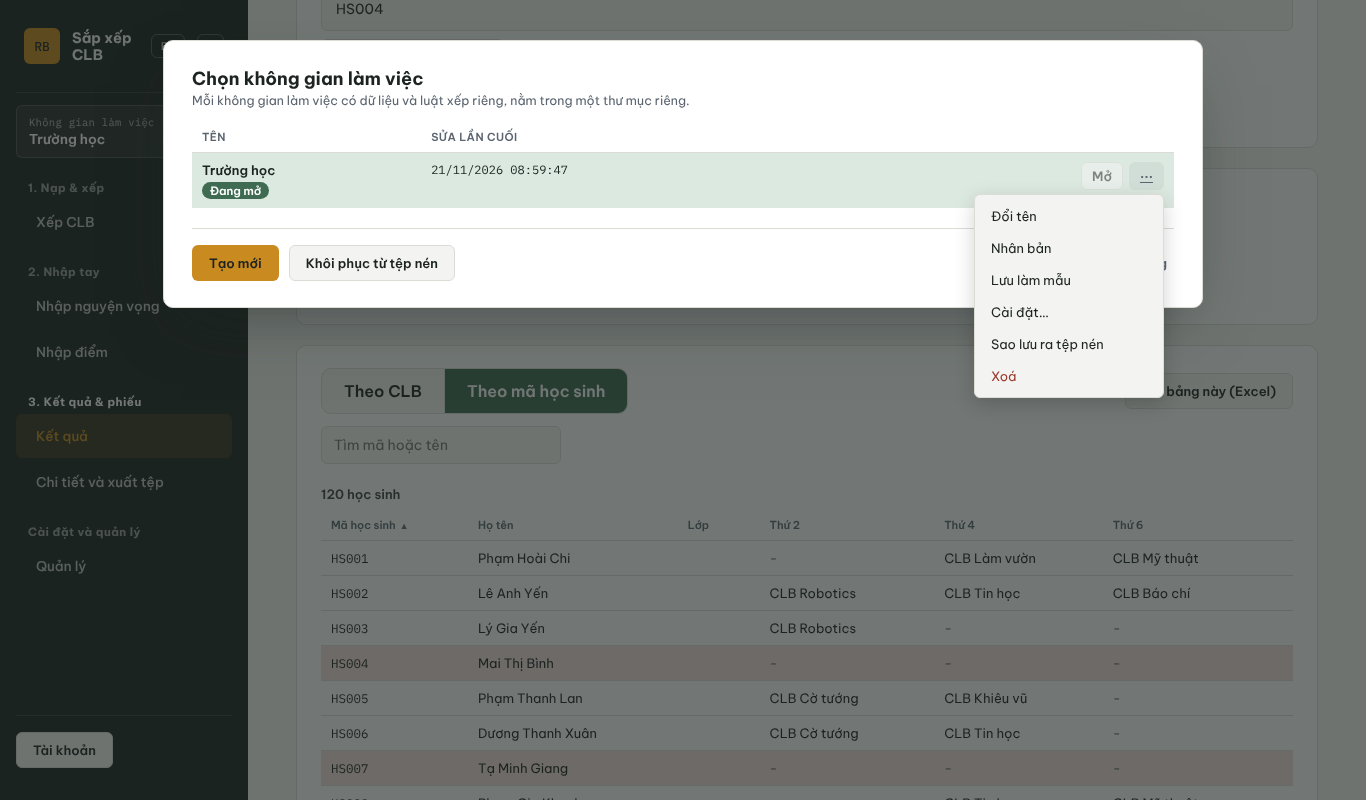 HS004
RB
Sắp xếp
CLB
Không gian làm việc
Trường học
1. Nạp & xếp
Xếp CLB
2. Nhập tay
Nhập nguyện vọng
Nhập điểm
3. Kết quả & phiếu
Kết quả
Chi tiết và xuất tệp
Cài đặt và quản lý
Quản lý
Tài khoản
Chọn không gian làm việc
Mỗi không gian làm việc có dữ liệu và luật xếp riêng, nằm trong một thư mục riêng.
TÊN SỬA LẦN CUỐI
Trường học 21/11/2026 08:59:47 Mở ...
Đang mở
Tạo mới Khôi phục từ tệp nén
Đổi tên
Nhân bản
Lưu làm mẫu
Cài đặt...
Sao lưu ra tệp nén
Xoá
Theo CLB Theo mã học sinh bảng này (Excel)
Tìm mã hoặc tên
120 học sinh
Mã học sinh ▲ Họ tên Lớp Thứ 2 Thứ 4 Thứ 6
HS001 Phạm Hoài Chi - CLB Làm vườn CLB Mỹ thuật
HS002 Lê Anh Yến CLB Robotics CLB Tin học CLB Báo chí
HS003 Lý Gia Yến CLB Robotics - -
HS004 Mai Thị Bình - - -
HS005 Phạm Thanh Lan CLB Cờ tướng CLB Khiêu vũ -
HS006 Dương Thanh Xuân CLB Cờ tướng CLB Tin học -
HS007 Tạ Minh Giang - - -